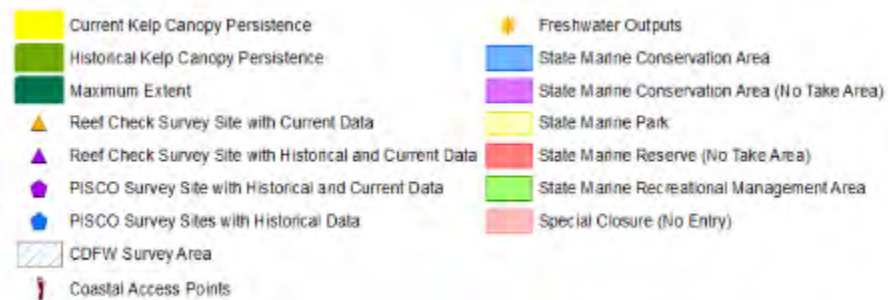 Current Kelp Canopy Persistence
Historical Kelp Canopy Persistence
Maximum Extent
Reef Check Survey Site with Current Data
Reef Check Survey Site with Historical and Current Data
PISCO Survey Site with Historical and Current Data
PISCO Survey Sites with Historical Data
CDFW Survey Area
Coastal Access Points
Freshwater Outputs
State Marine Conservation Area
State Marine Conservation Area (No Take Area)
State Marine Park
State Marine Reserve (No Take Area)
State Marine Recreational Management Area
Special Closure (No Entry)